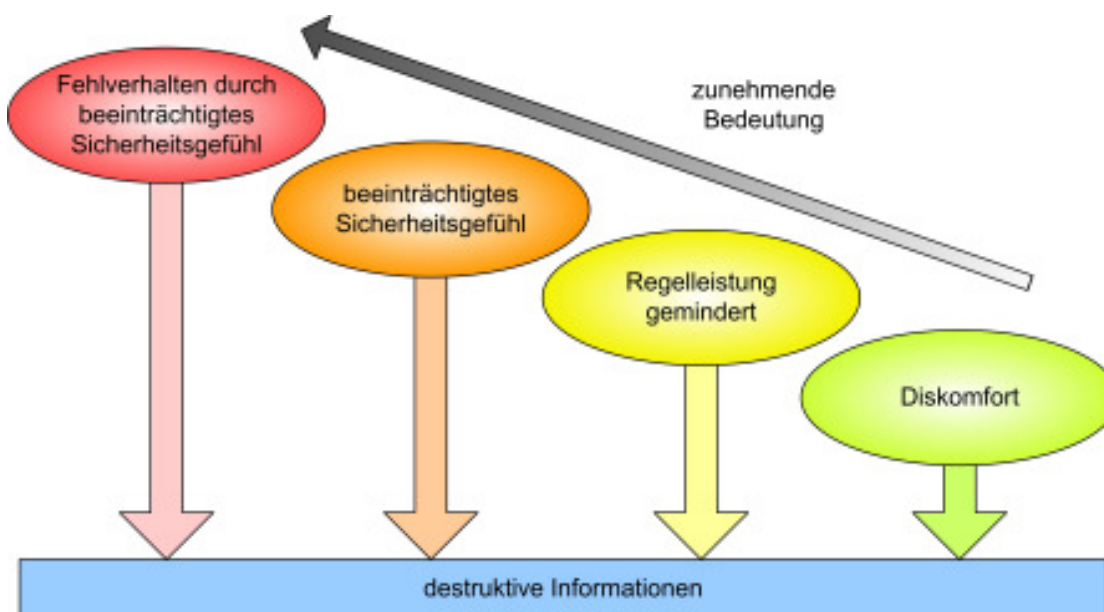 Fehlverhalten durch
beeinträchtigtes
Sicherheitsgefühl
zunehmende
Bedeutung
beeinträchtigtes
Sicherheitsgefühl
Regelleistung
gemindert
Diskomfort
destruktive Informationen